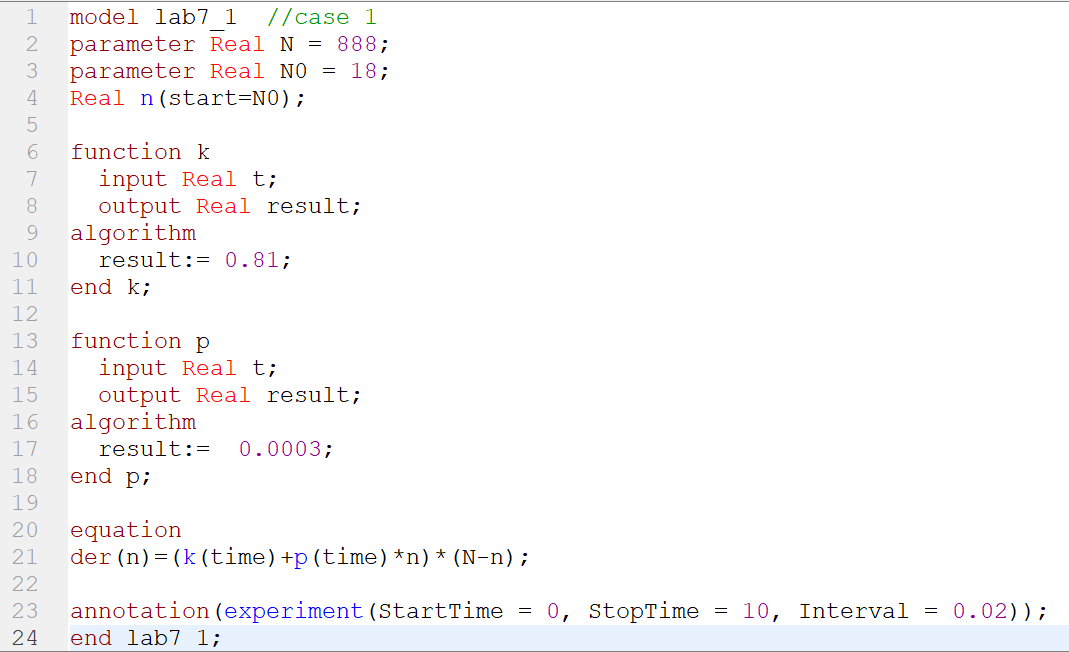 1 model lab7_1  //case 1
2 parameter Real N = 888;
3 parameter Real N0 = 18;
4 Real n(start=N0);
5
6 function k
7   input Real t;
8   output Real result;
9 algorithm
10   result:= 0.81;
11 end k;
12
13 function p
14   input Real t;
15   output Real result;
16 algorithm
17   result:=  0.0003;
18 end p;
19
20 equation
21 der(n)=(k(time)+p(time)*n)*(N-n);
22
23 annotation(experiment(StartTime = 0, StopTime = 10, Interval = 0.02));
24 end lab7_1;